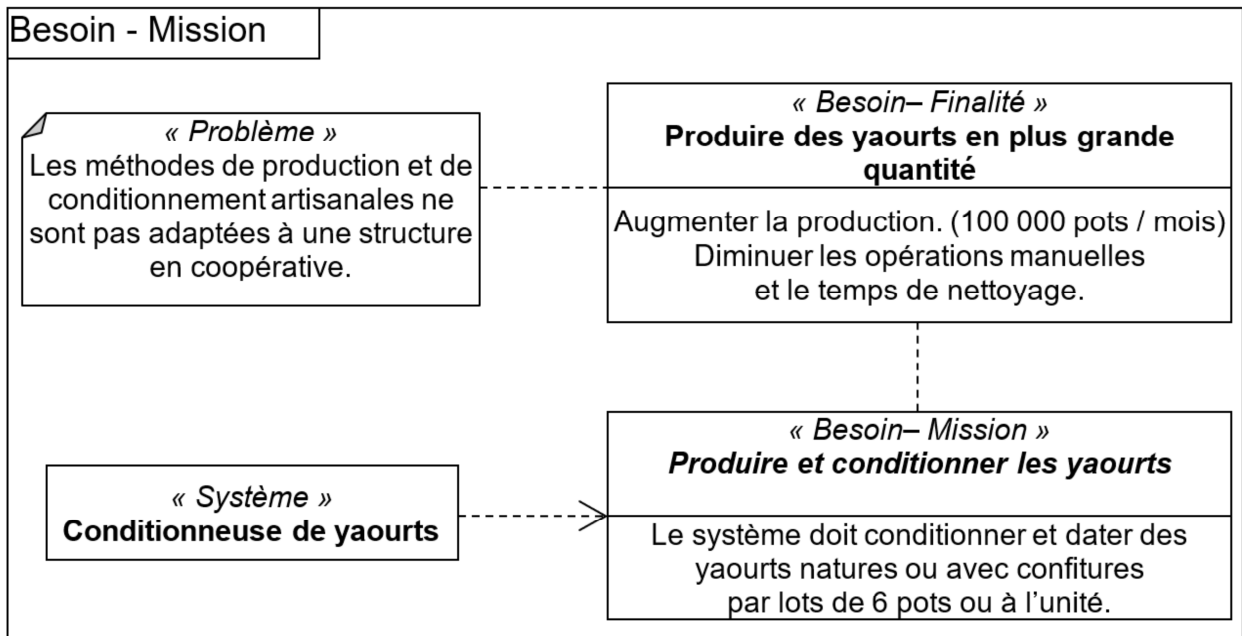 Besoin - Mission
« Problème »
Les méthodes de production et de
conditionnement artisanales ne
sont pas adaptées à une structure
en coopérative.
« Besoin– Finalité »
Produire des yaourts en plus grande
quantité
Augmenter la production. (100 000 pots / mois)
Diminuer les opérations manuelles
et le temps de nettoyage.
« Système »
Conditionneuse de yaourts
« Besoin– Mission »
Produire et conditionner les yaourts
Le système doit conditionner et dater des
yaourts natures ou avec confitures
par lots de 6 pots ou à l’unité.